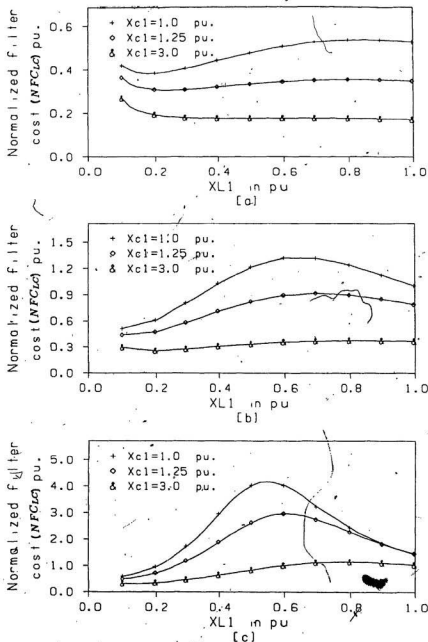 Normalized filter
cost (NFCLC) pu.
0.6
0.4
0.2
0.0
+ Xc1=1.0 pu.
Xc1=1.25 pu.
Xc1=3.0 pu.
0.0 0.2 0.4 0.6 0.8 1.0
XL1 in pu
[a]
Normalized filter
cost (NFCLC) pu.
1.5
1.2
0.9
0.6
0.3
0.0
+ Xc1=1.0 pu.
Xc1=1.25 pu.
Xc1=3.0 pu.
0.0 0.2 0.4 0.6 0.8 1.0
XL1 in pu
[b]
Normalized filter
cost (NFCLC) pu.
5.0
4.0
3.0
2.0
1.0
0.0
+ Xc1=1.0 pu.
Xc1=1.25 pu.
Xc1=3.0 pu.
0.0 0.2 0.4 0.6 0.8 1.0
XL1 in pu
[c]